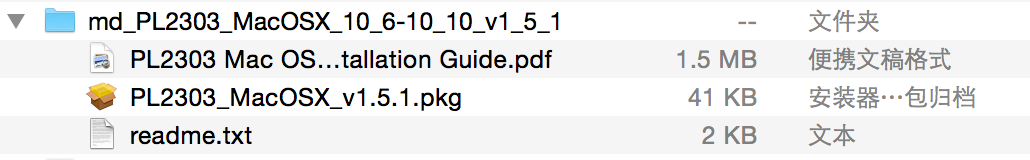 md_PL2303_MacOSX_10_6-10_10_v1_5_1 -- 文件夹
PL2303 Mac OS…tallation Guide.pdf 1.5 MB 便携文稿格式
PL2303_MacOSX_v1.5.1.pkg 41 KB 安装器…包归档
readme.txt 2 KB 文本